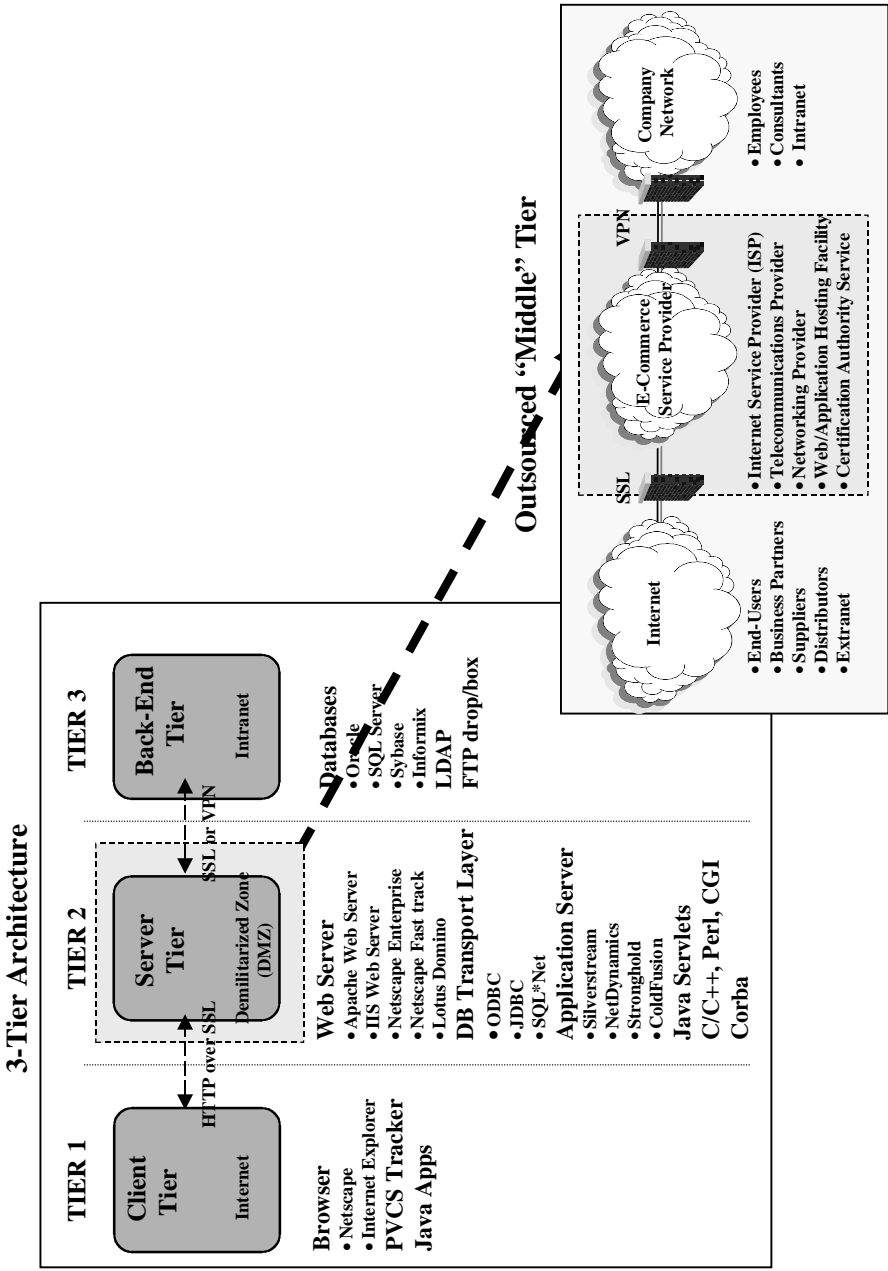 3-Tier Architecture
TIER 1
Client
Tier
Internet
Browser
• Netscape
• Internet Explorer
PVCS Tracker
Java Apps
HTTP over SSL
TIER 2
Server
Tier
Demilitarized Zone
(DMZ)
Web Server
• Apache Web Server
• IIS Web Server
• Netscape Enterprise
• Netscape Fast track
• Lotus Domino
DB Transport Layer
• ODBC
• JDBC
• SQL*Net
Application Server
• Silverstream
• NetDynamics
• Stronghold
• ColdFusion
Java Servlets
C/C++, Perl, CGI
Corba
SSL or VPN
TIER 3
Back-End
Tier
Intranet
Databases
• Oracle
• SQL Server
• Sybase
• Informix
LDAP
FTP drop/box
Outsourced “Middle” Tier
Internet
• End-Users
• Business Partners
• Suppliers
• Distributors
• Extranet
SSL
E-Commerce
Service Provider
• Internet Service Provider (ISP)
• Telecommunications Provider
• Networking Provider
• Web/Application Hosting Facility
• Certification Authority Service
VPN
Company
Network
• Employees
• Consultants
• Intranet